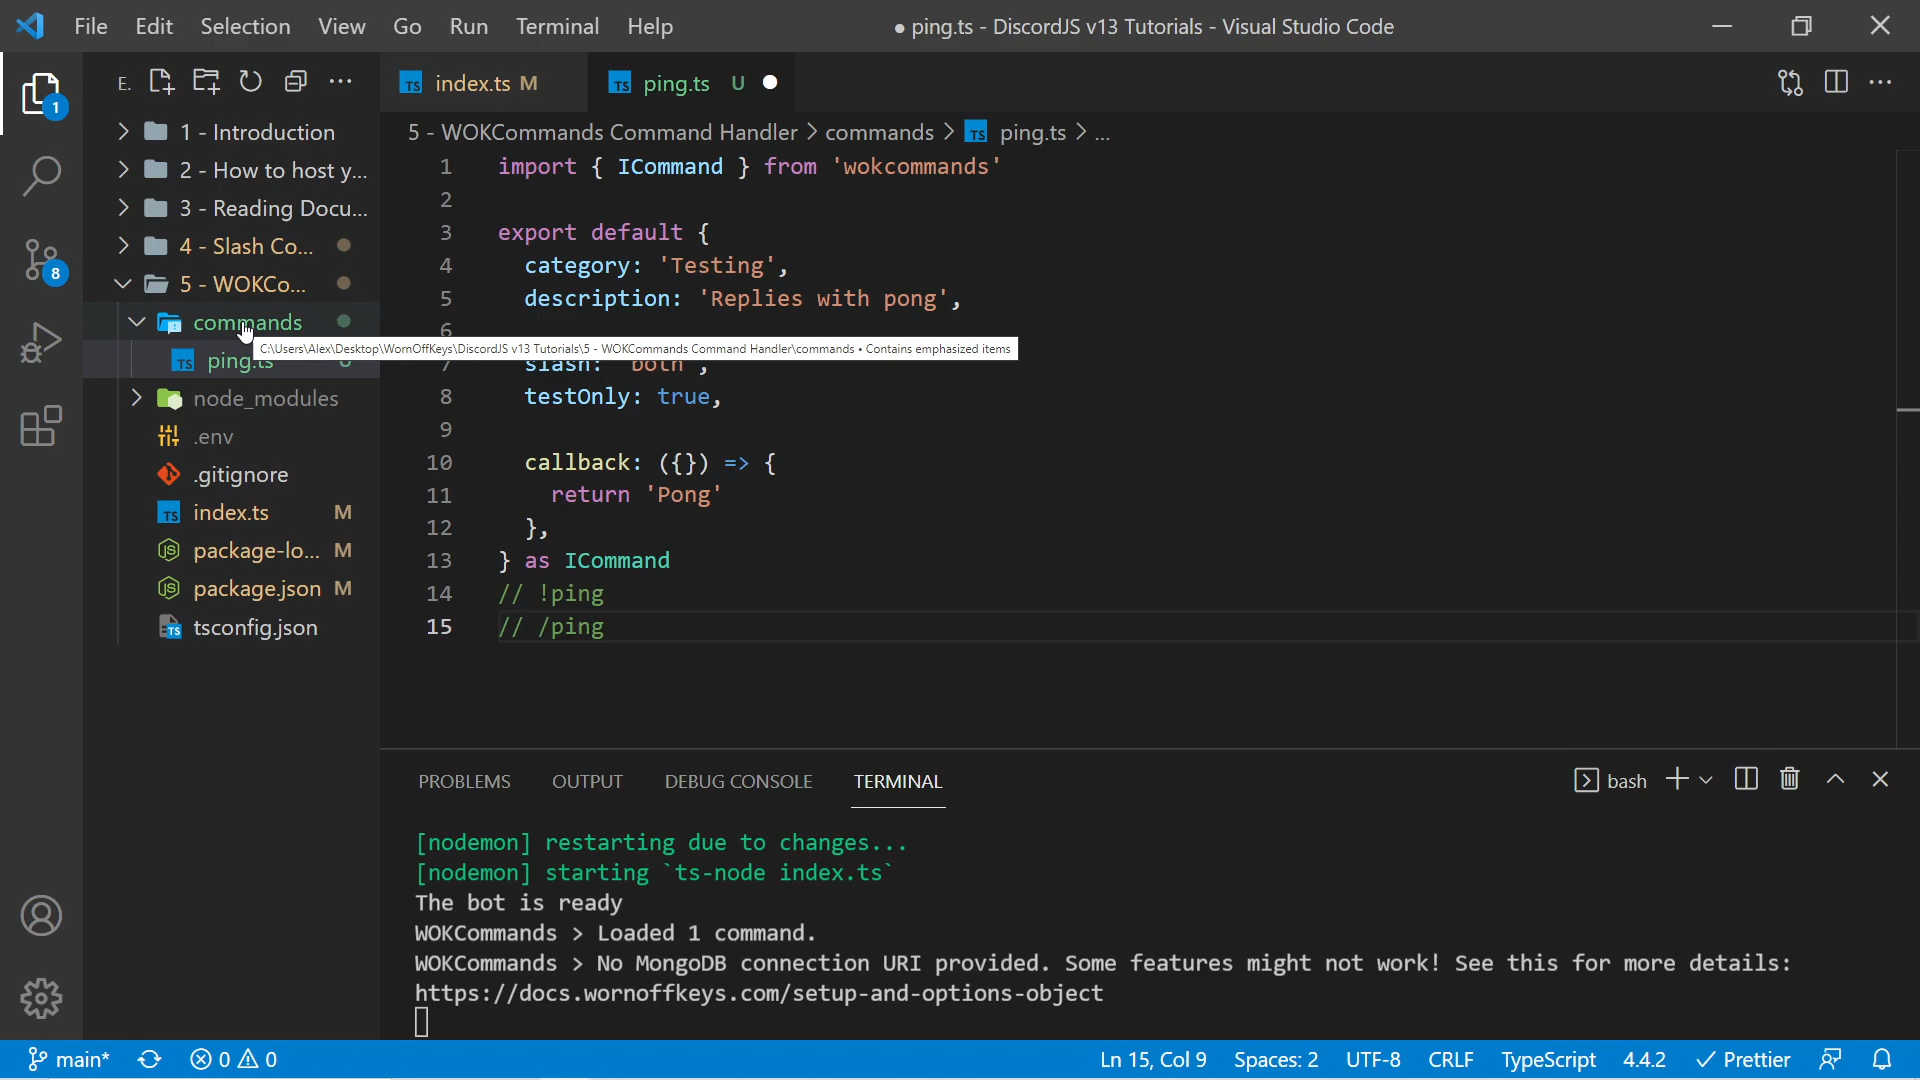 File Edit Selection View Go Run Terminal Help
● ping.ts - DiscordJS v13 Tutorials - Visual Studio Code
E.
index.ts M
ping.ts U
1
8
1 - Introduction
2 - How to host y...
3 - Reading Docu...
4 - Slash Co...
5 - WOKCo...
commands
ping.ts U
node_modules
.env
.gitignore
index.ts M
package-lo... M
package.json M
tsconfig.json
5 - WOKCommands Command Handler > commands > ping.ts > ...
1 import { ICommand } from 'wokcommands'
2
3 export default {
4 category: 'Testing',
5 description: 'Replies with pong',
6
C:\Users\Alex\Desktop\WornOffKeys\DiscordJS v13 Tutorials\5 - WOKCommands Command Handler\commands • Contains emphasized items
7 slash: 'both',
8 testOnly: true,
9
10 callback: ({}) => {
11 return 'Pong'
12 },
13 } as ICommand
14 // !ping
15 // /ping
PROBLEMS OUTPUT DEBUG CONSOLE TERMINAL
bash
[nodemon] restarting due to changes...
[nodemon] starting `ts-node index.ts`
The bot is ready
WOKCommands > Loaded 1 command.
WOKCommands > No MongoDB connection URI provided. Some features might not work! See this for more details:
https://docs.wornoffkeys.com/setup-and-options-object
main* 0 0
Ln 15, Col 9 Spaces: 2 UTF-8 CRLF TypeScript 4.4.2 Prettier